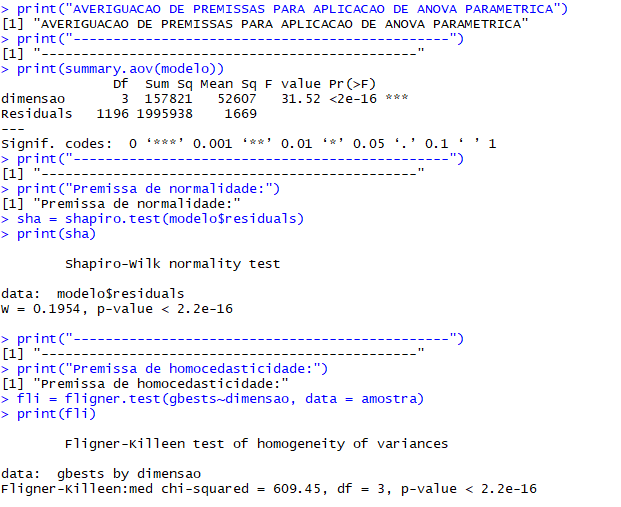 > print("AVERIGUACAO DE PREMISSAS PARA APLICACAO DE ANOVA PARAMETRICA")
[1] "AVERIGUACAO DE PREMISSAS PARA APLICACAO DE ANOVA PARAMETRICA"
> print("-----------------------------------------------")
[1] "-----------------------------------------------"
> print(summary.aov(modelo))
              Df  Sum Sq Mean Sq F value Pr(>F)    
dimensao       3  157821   52607   31.52 <2e-16 ***
Residuals   1196 1995938    1669                   
---
Signif. codes:  0 ‘***’ 0.001 ‘**’ 0.01 ‘*’ 0.05 ‘.’ 0.1 ‘ ’ 1
> print("-----------------------------------------------")
[1] "-----------------------------------------------"
> print("Premissa de normalidade:")
[1] "Premissa de normalidade:"
> sha = shapiro.test(modelo$residuals)
> print(sha)
        Shapiro-Wilk normality test
data:  modelo$residuals
W = 0.1954, p-value < 2.2e-16
> print("-----------------------------------------------")
[1] "-----------------------------------------------"
> print("Premissa de homocedasticidade:")
[1] "Premissa de homocedasticidade:"
> fli = fligner.test(gbests~dimensao, data = amostra)
> print(fli)
        Fligner-Killeen test of homogeneity of variances
data:  gbests by dimensao
Fligner-Killeen:med chi-squared = 609.45, df = 3, p-value < 2.2e-16